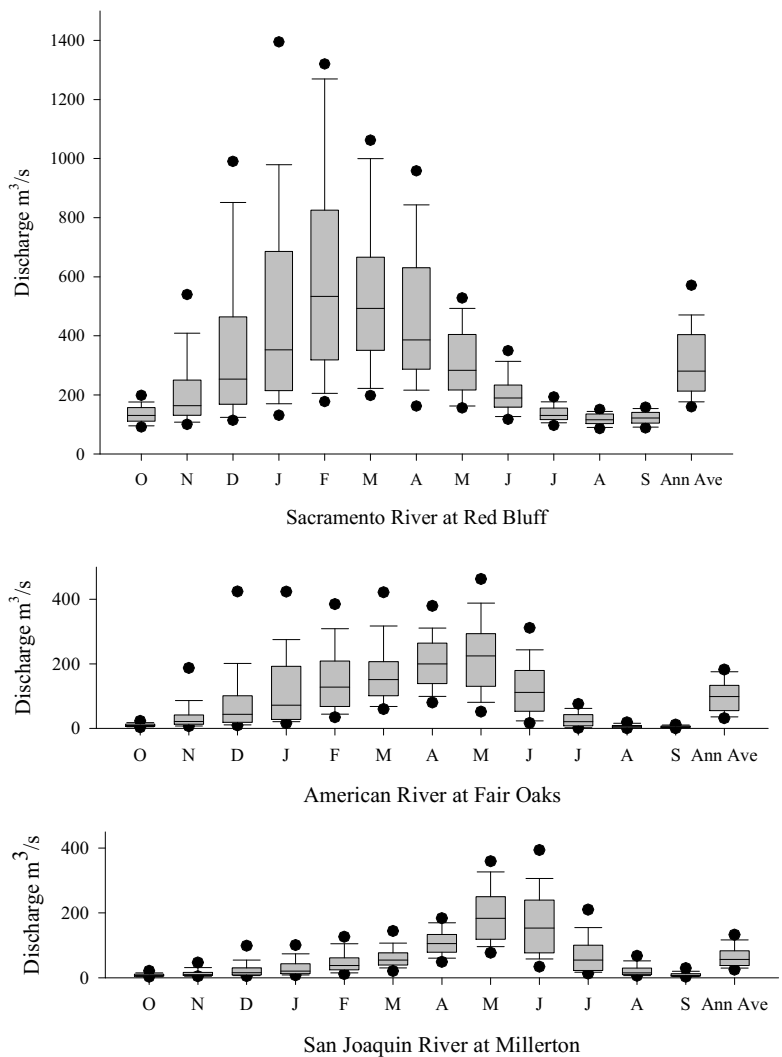 1400
1200
1000
800
600
400
200
0
Discharge m³/s
O N D J F M A M J J A S Ann Ave
Sacramento River at Red Bluff
400
200
0
Discharge m³/s
O N D J F M A M J J A S Ann Ave
American River at Fair Oaks
400
200
0
Discharge m³/s
O N D J F M A M J J A S Ann Ave
San Joaquin River at Millerton